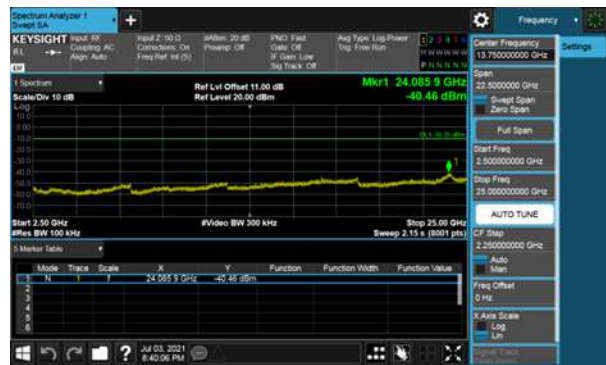 Spectrum Analyzer 1
Swept SA
+
Frequency
KEYSIGHT
Input: RF
Coupling: AC
Align: Auto
Input Z: 50 Ω
Corrections: On
Freq Ref: Int (S)
#Atten: 20 dB
Preamp: Off
PNO: Fast
Gate: Off
IF Gain: Low
Sig Track: Off
Avg Type: Log-Power
Trig: Free Run
1 2 3 4 5 6
M W W W W W
P N N N N N
1 Spectrum
Scale/Div 10 dB
Ref Lvl Offset 11.00 dB
Ref Level 20.00 dBm
Mkr1 24.085 9 GHz
-40.46 dBm
Log
10.0
0.00
-10.0
-20.0
-30.0
-40.0
-50.0
-60.0
-70.0
1
Start 2.50 GHz
#Res BW 100 kHz
#Video BW 300 kHz
Stop 25.00 GHz
Sweep 2.15 s (8001 pts)
5 Marker Table
Mode Trace Scale X Y Function Function Width Function Value
1 N 1 f 24.085 9 GHz -40.46 dBm
2
3
4
5
6
Jul 03, 2021
8:40:06 PM
Center Frequency
13.750000000 GHz
Settings
Span
22.5000000 GHz
Swept Span
Zero Span
Full Span
Start Freq
2.500000000 GHz
Stop Freq
25.000000000 GHz
AUTO TUNE
CF Step
2.250000000 GHz
Auto
Man
Freq Offset
0 Hz
X Axis Scale
Log
Lin
Signal Track